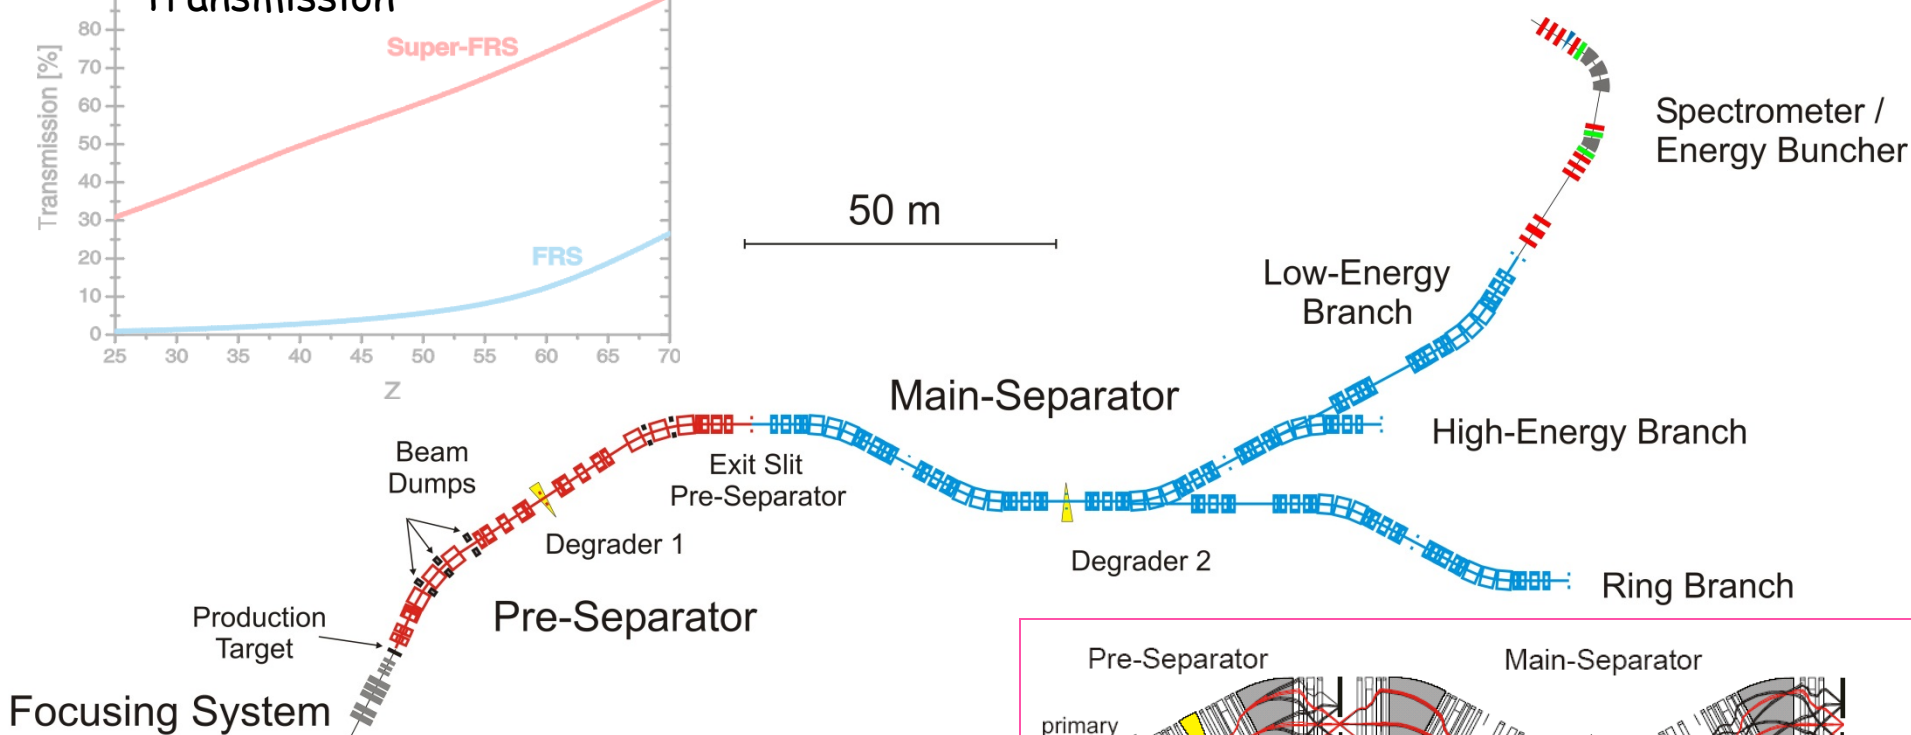 Transmission
Transmission [%]
80
70
60
50
40
30
20
10
0
Super-FRS
FRS
25 30 35 40 45 50 55 60 65 70
Z
50 m
Spectrometer /
Energy Buncher
Low-Energy
Branch
Main-Separator
High-Energy Branch
Beam
Dumps
Exit Slit
Pre-Separator
Degrader 1
Degrader 2
Ring Branch
Production
Target
Pre-Separator
Focusing System
Pre-Separator
Main-Separator
primary